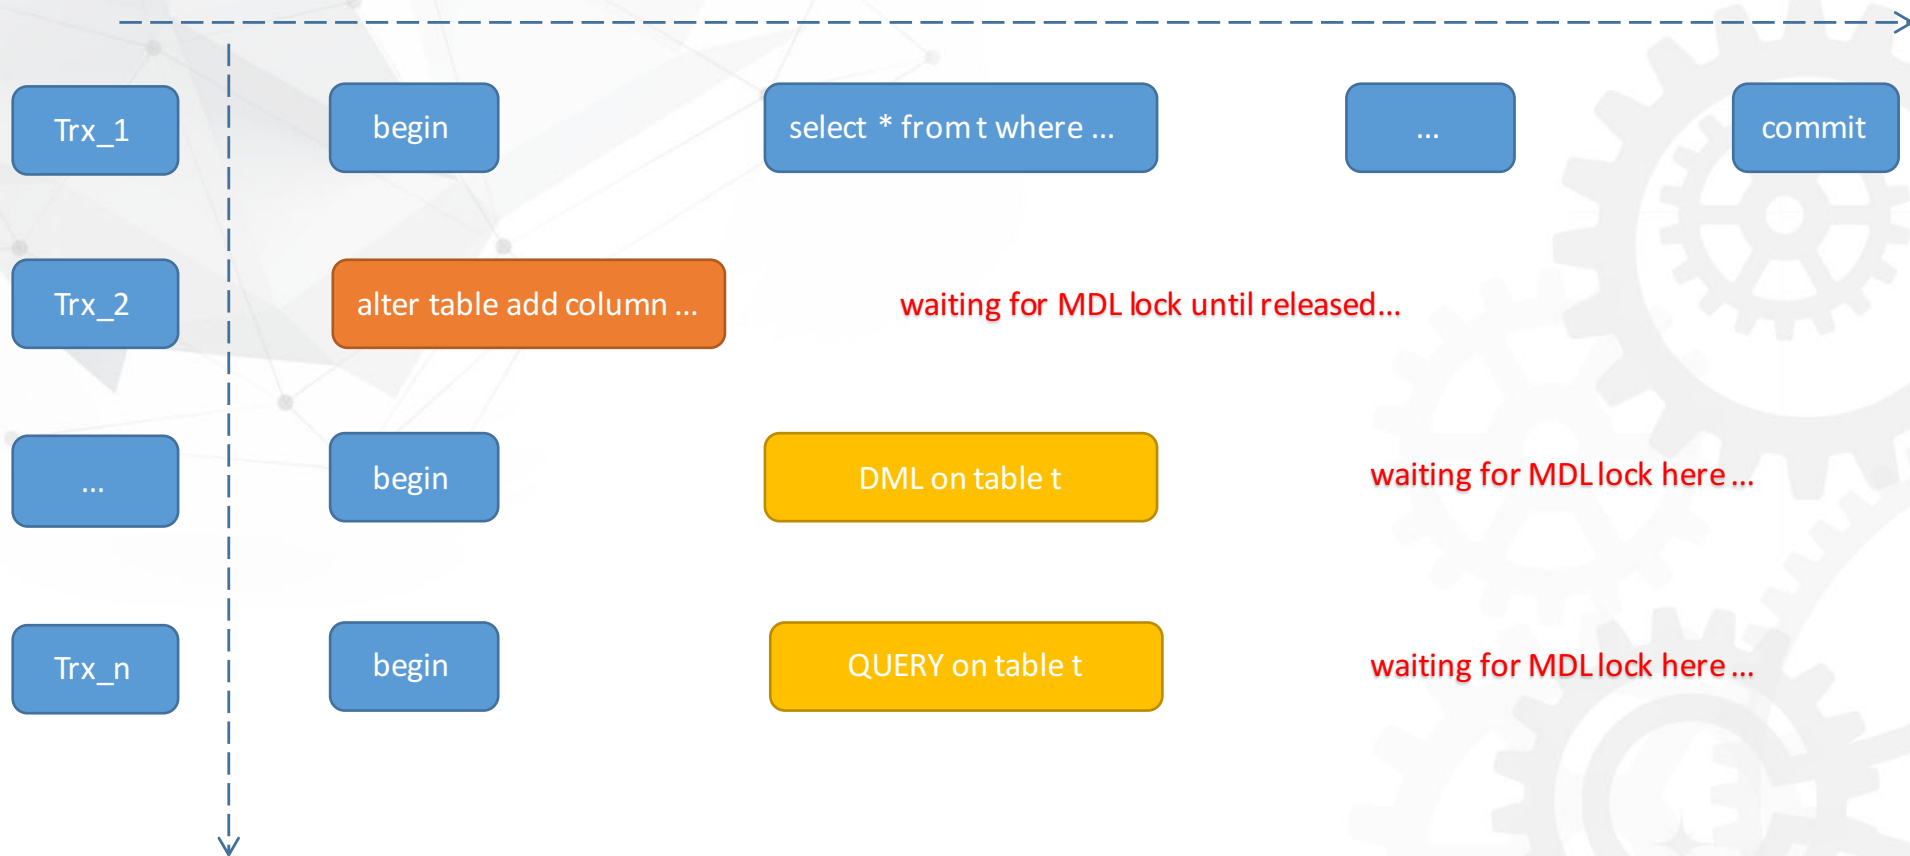 Trx_1
begin
select * from t where ...
...
commit
Trx_2
alter table add column ...
waiting for MDL lock until released...
...
begin
DML on table t
waiting for MDL lock here ...
Trx_n
begin
QUERY on table t
waiting for MDL lock here ...